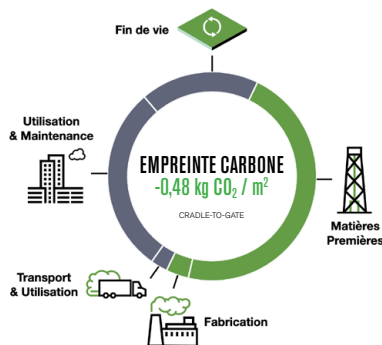 Fin de vie
Utilisation
& Maintenance
EMPREINTE CARBONE
-0,48 kg CO₂ / m²
CRADLE-TO-GATE
Matières
Premières
Transport
& Utilisation
Fabrication